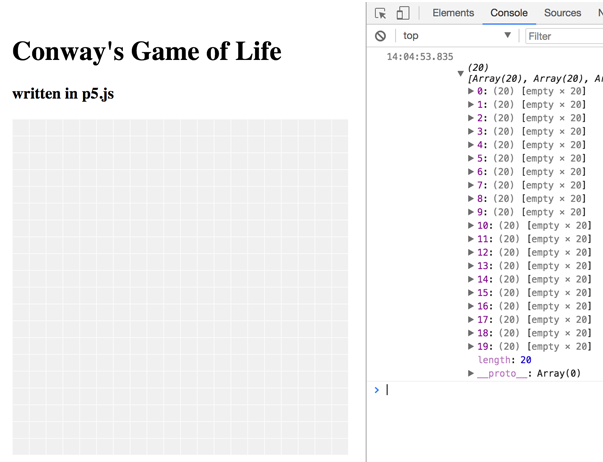 Conway's Game of Life
written in p5.js
Elements Console Sources
top Filter
14:04:53.835
(20)
[Array(20), Array(20),
0: (20) [empty × 20]
1: (20) [empty × 20]
2: (20) [empty × 20]
3: (20) [empty × 20]
4: (20) [empty × 20]
5: (20) [empty × 20]
6: (20) [empty × 20]
7: (20) [empty × 20]
8: (20) [empty × 20]
9: (20) [empty × 20]
10: (20) [empty × 20]
11: (20) [empty × 20]
12: (20) [empty × 20]
13: (20) [empty × 20]
14: (20) [empty × 20]
15: (20) [empty × 20]
16: (20) [empty × 20]
17: (20) [empty × 20]
18: (20) [empty × 20]
19: (20) [empty × 20]
length: 20
__proto__: Array(0)